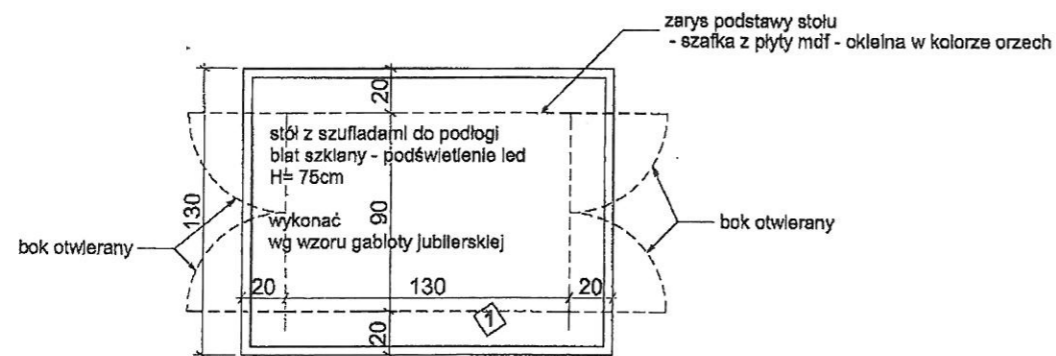 zarys podstawy stołu
- szafka z płyty mdf - okleina w kolorze orzech
20
stół z szufladami do podłogi
blat szklany - podświetlenie led
H= 75cm
130
90
wykonać
wg wzoru gabloty jubilerskiej
bok otwierany
bok otwierany
20
130
20
20
1